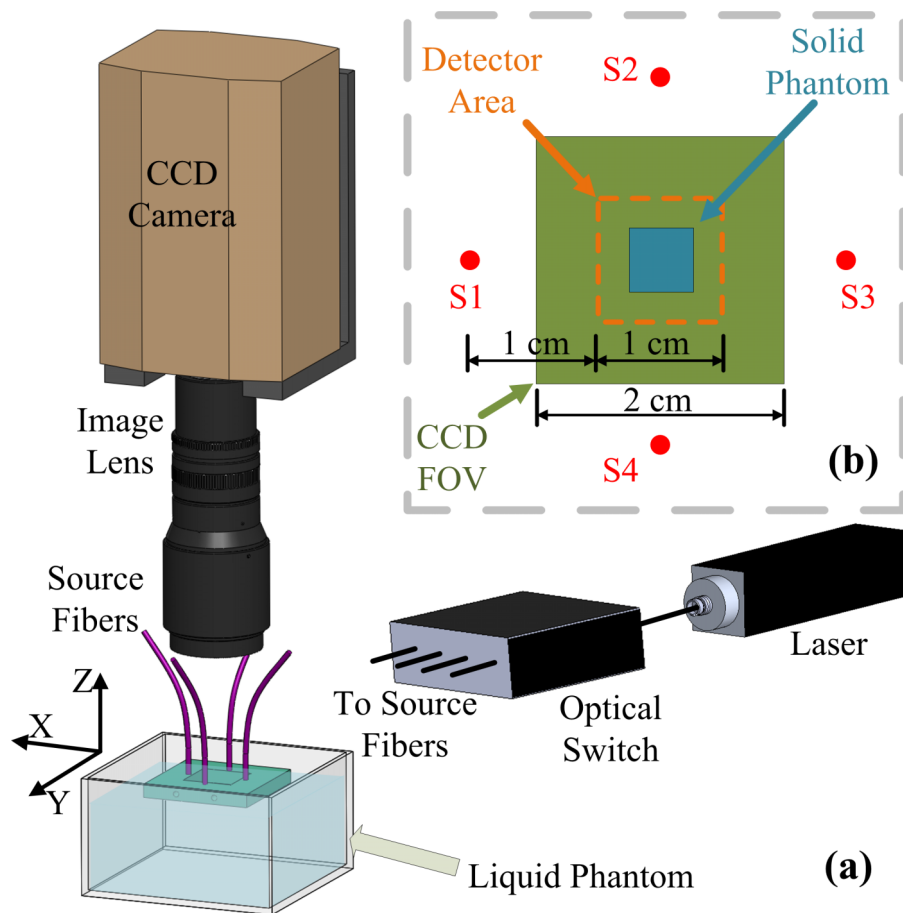 CCD
Camera
Image
Lens
Source
Fibers
Z
X
Y
Liquid Phantom
(a)
To Source
Fibers
Optical
Switch
Laser
Detector
Area
S2
Solid
Phantom
S1
S3
1 cm
1 cm
2 cm
CCD
FOV
S4
(b)